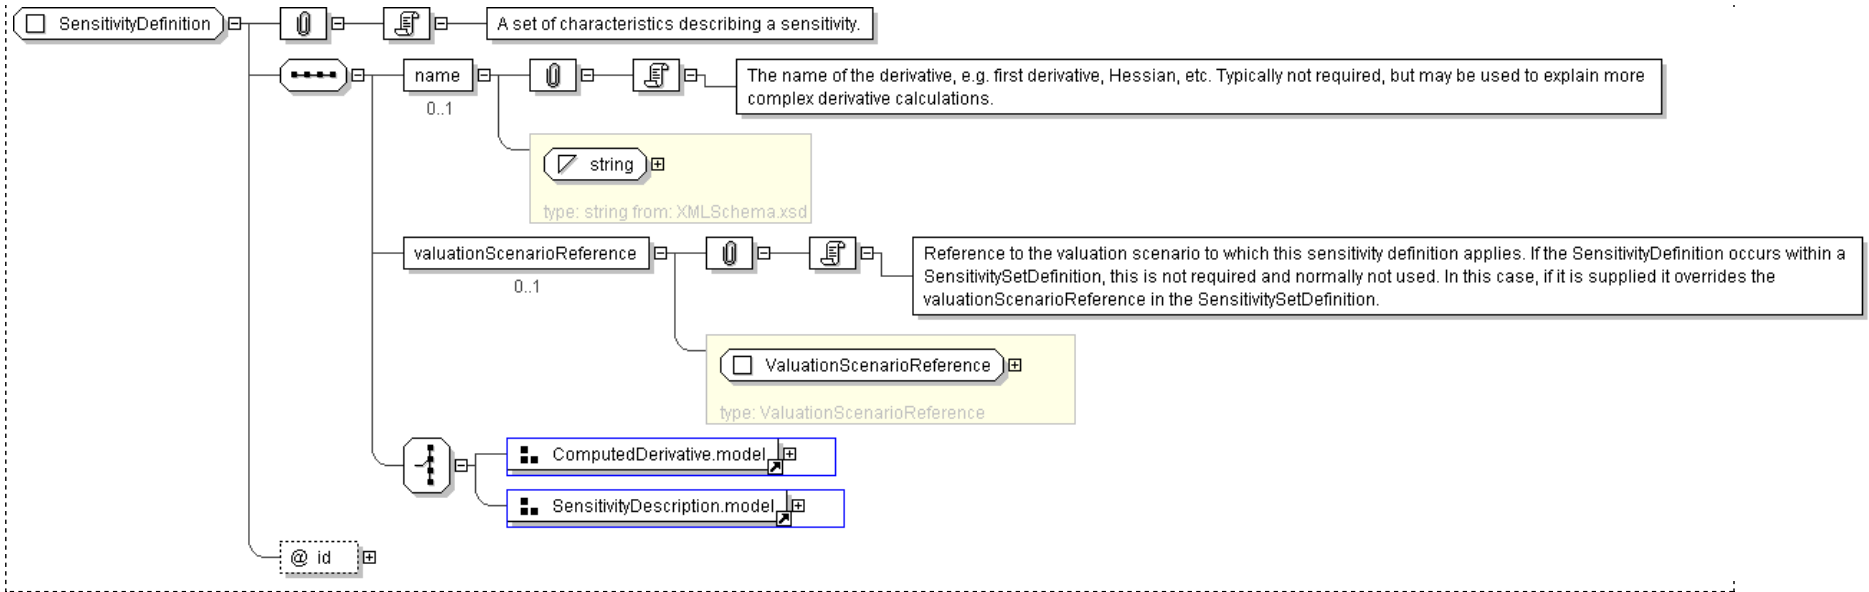 SensitivityDefinition
A set of characteristics describing a sensitivity.
name
0..1
The name of the derivative, e.g. first derivative, Hessian, etc. Typically not required, but may be used to explain more
complex derivative calculations.
string
type: string from: XMLSchema.xsd
valuationScenarioReference
0..1
Reference to the valuation scenario to which this sensitivity definition applies. If the SensitivityDefinition occurs within a
SensitivitySetDefinition, this is not required and normally not used. In this case, if it is supplied it overrides the
valuationScenarioReference in the SensitivitySetDefinition.
ValuationScenarioReference
type: ValuationScenarioReference
ComputedDerivative.model
SensitivityDescription.model
@ id